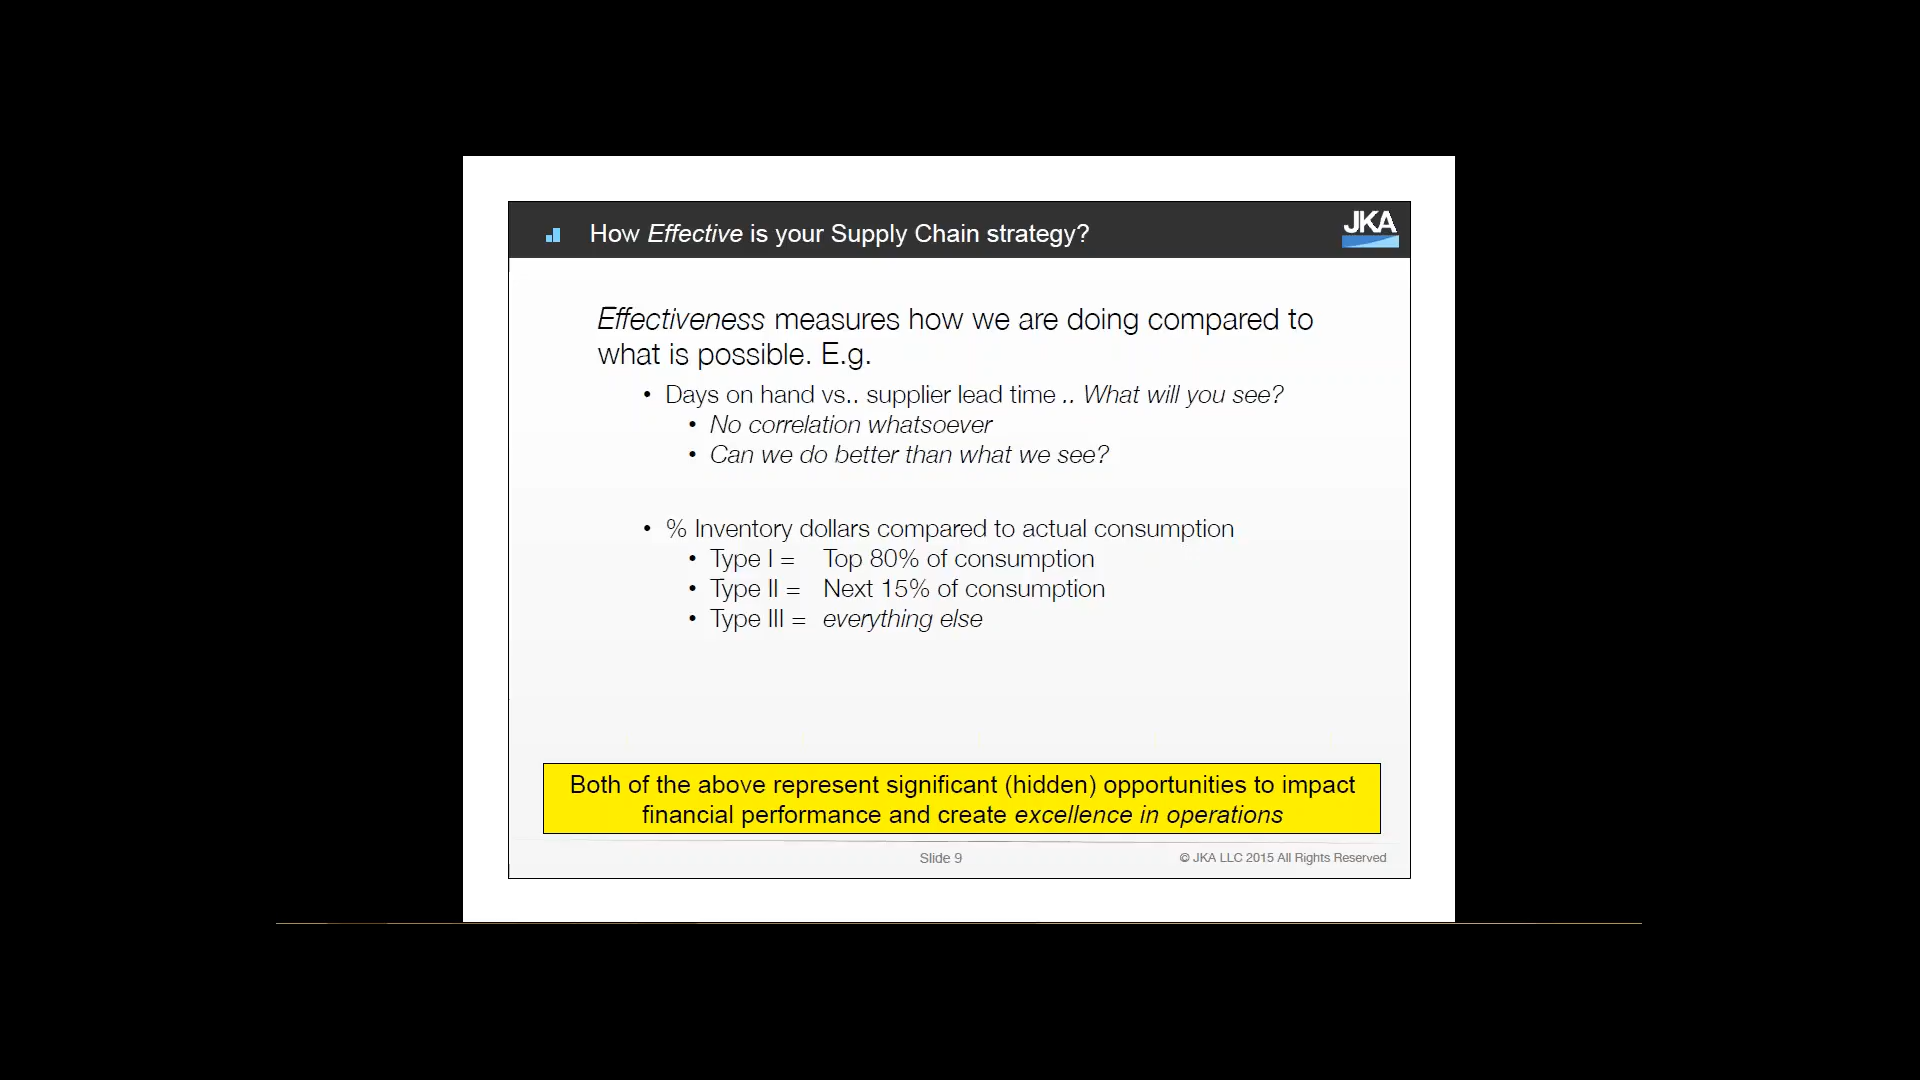 How Effective is your Supply Chain strategy?
JKA
Effectiveness measures how we are doing compared to
what is possible. E.g.
• Days on hand vs.. supplier lead time .. What will you see?
• No correlation whatsoever
• Can we do better than what we see?
• % Inventory dollars compared to actual consumption
• Type I = Top 80% of consumption
• Type II = Next 15% of consumption
• Type III = everything else
Both of the above represent significant (hidden) opportunities to impact
financial performance and create excellence in operations
Slide 9
© JKA LLC 2015 All Rights Reserved